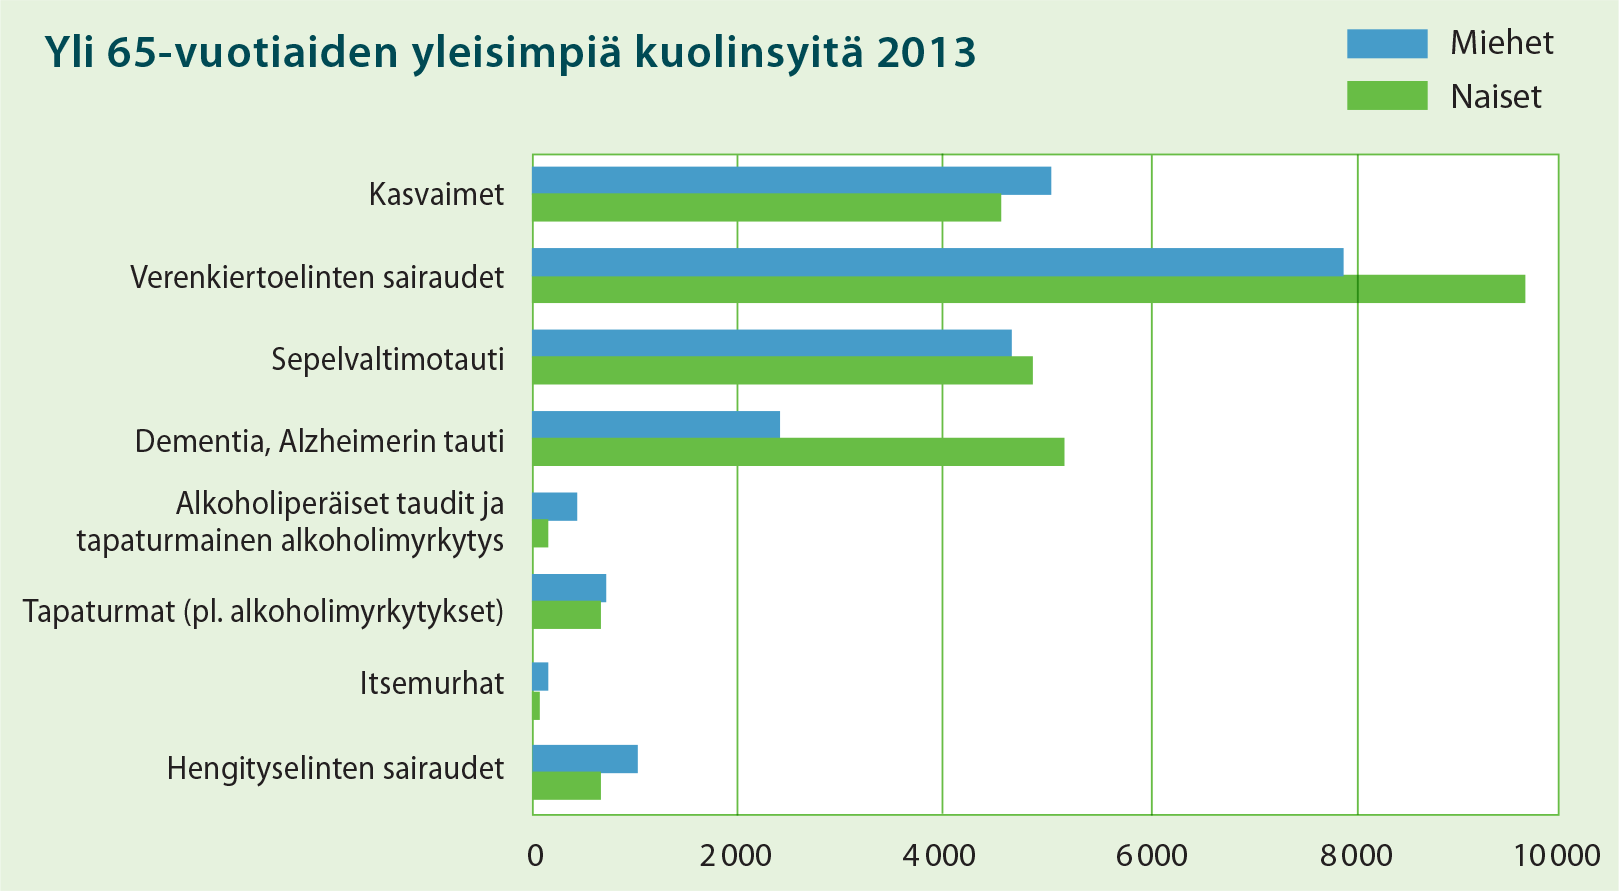 Yli 65-vuotiaiden yleisimpiä kuolinsyitä 2013
Miehet
Naiset
Kasvaimet
Verenkiertoelinten sairaudet
Sepelvaltimotauti
Dementia, Alzheimerin tauti
Alkoholiperäiset taudit ja
tapaturmainen alkoholimyrkytys
Tapaturmat (pl. alkoholimyrkytykset)
Itsemurhat
Hengityselinten sairaudet
0 2 000 4 000 6 000 8 000 10 000